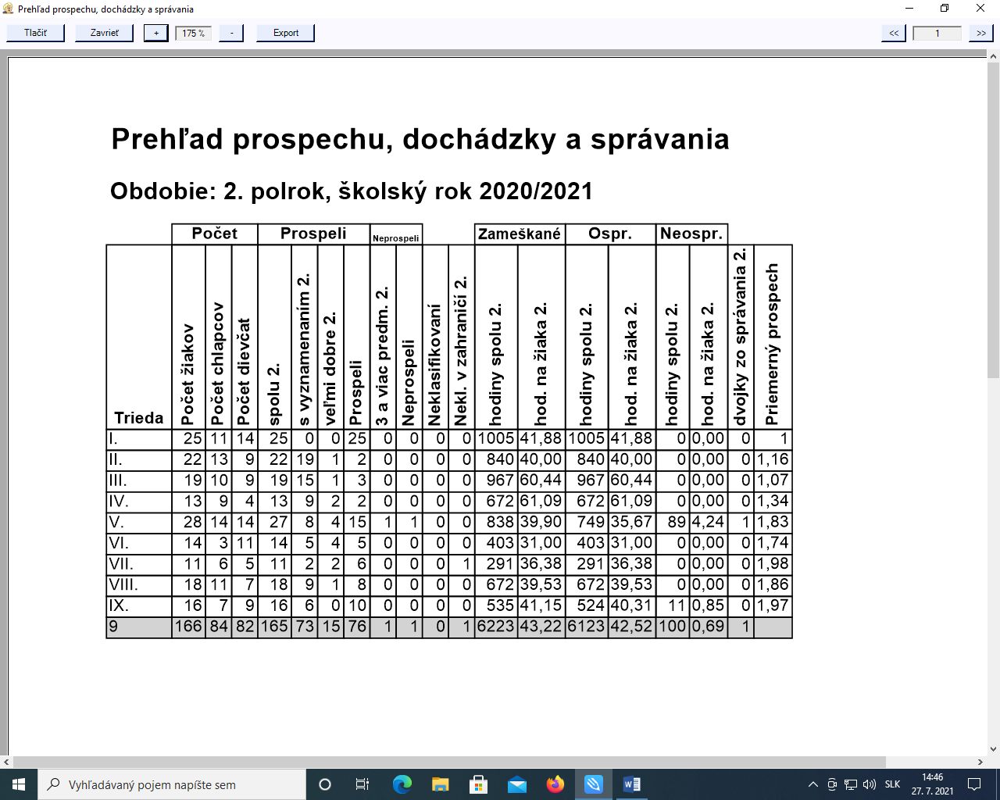 Prehľad prospechu, dochádzky a správania
Tlačiť Zavrieť + 175 % - Export << 1 >>
Prehľad prospechu, dochádzky a správania
Obdobie: 2. polrok, školský rok 2020/2021
Počet Prospeli Neprospeli Zameškané Ospr. Neospr.
Trieda Počet žiakov Počet chlapcov Počet dievčat spolu 2. s vyznamenaním 2. veľmi dobre 2. Prospeli 3 a viac predm. 2. Neprospeli Neklasifikovaní Nekl. v zahraničí 2. hodiny spolu 2. hod. na žiaka 2. hodiny spolu 2. hod. na žiaka 2. hodiny spolu 2. hod. na žiaka 2. dvojky zo správania 2. Priemerný prospech
I. 25 11 14 25 0 0 25 0 0 0 0 1005 41,88 1005 41,88 0 0,00 0 1
II. 22 13 9 22 19 1 2 0 0 0 0 840 40,00 840 40,00 0 0,00 0 1,16
III. 19 10 9 19 15 1 3 0 0 0 0 967 60,44 967 60,44 0 0,00 0 1,07
IV. 13 9 4 13 9 2 2 0 0 0 0 672 61,09 672 61,09 0 0,00 0 1,34
V. 28 14 14 27 8 4 15 1 1 0 0 838 39,90 749 35,67 89 4,24 1 1,83
VI. 14 3 11 14 5 4 5 0 0 0 0 403 31,00 403 31,00 0 0,00 0 1,74
VII. 11 6 5 11 2 2 6 0 0 0 1 291 36,38 291 36,38 0 0,00 0 1,98
VIII. 18 11 7 18 9 1 8 0 0 0 0 672 39,53 672 39,53 0 0,00 0 1,86
IX. 16 7 9 16 6 0 10 0 0 0 0 535 41,15 524 40,31 11 0,85 0 1,97
9 166 84 82 165 73 15 76 1 1 0 1 6223 43,22 6123 42,52 100 0,69 1
Vyhľadávaný pojem napíšte sem SLK 14:46
27. 7. 2021